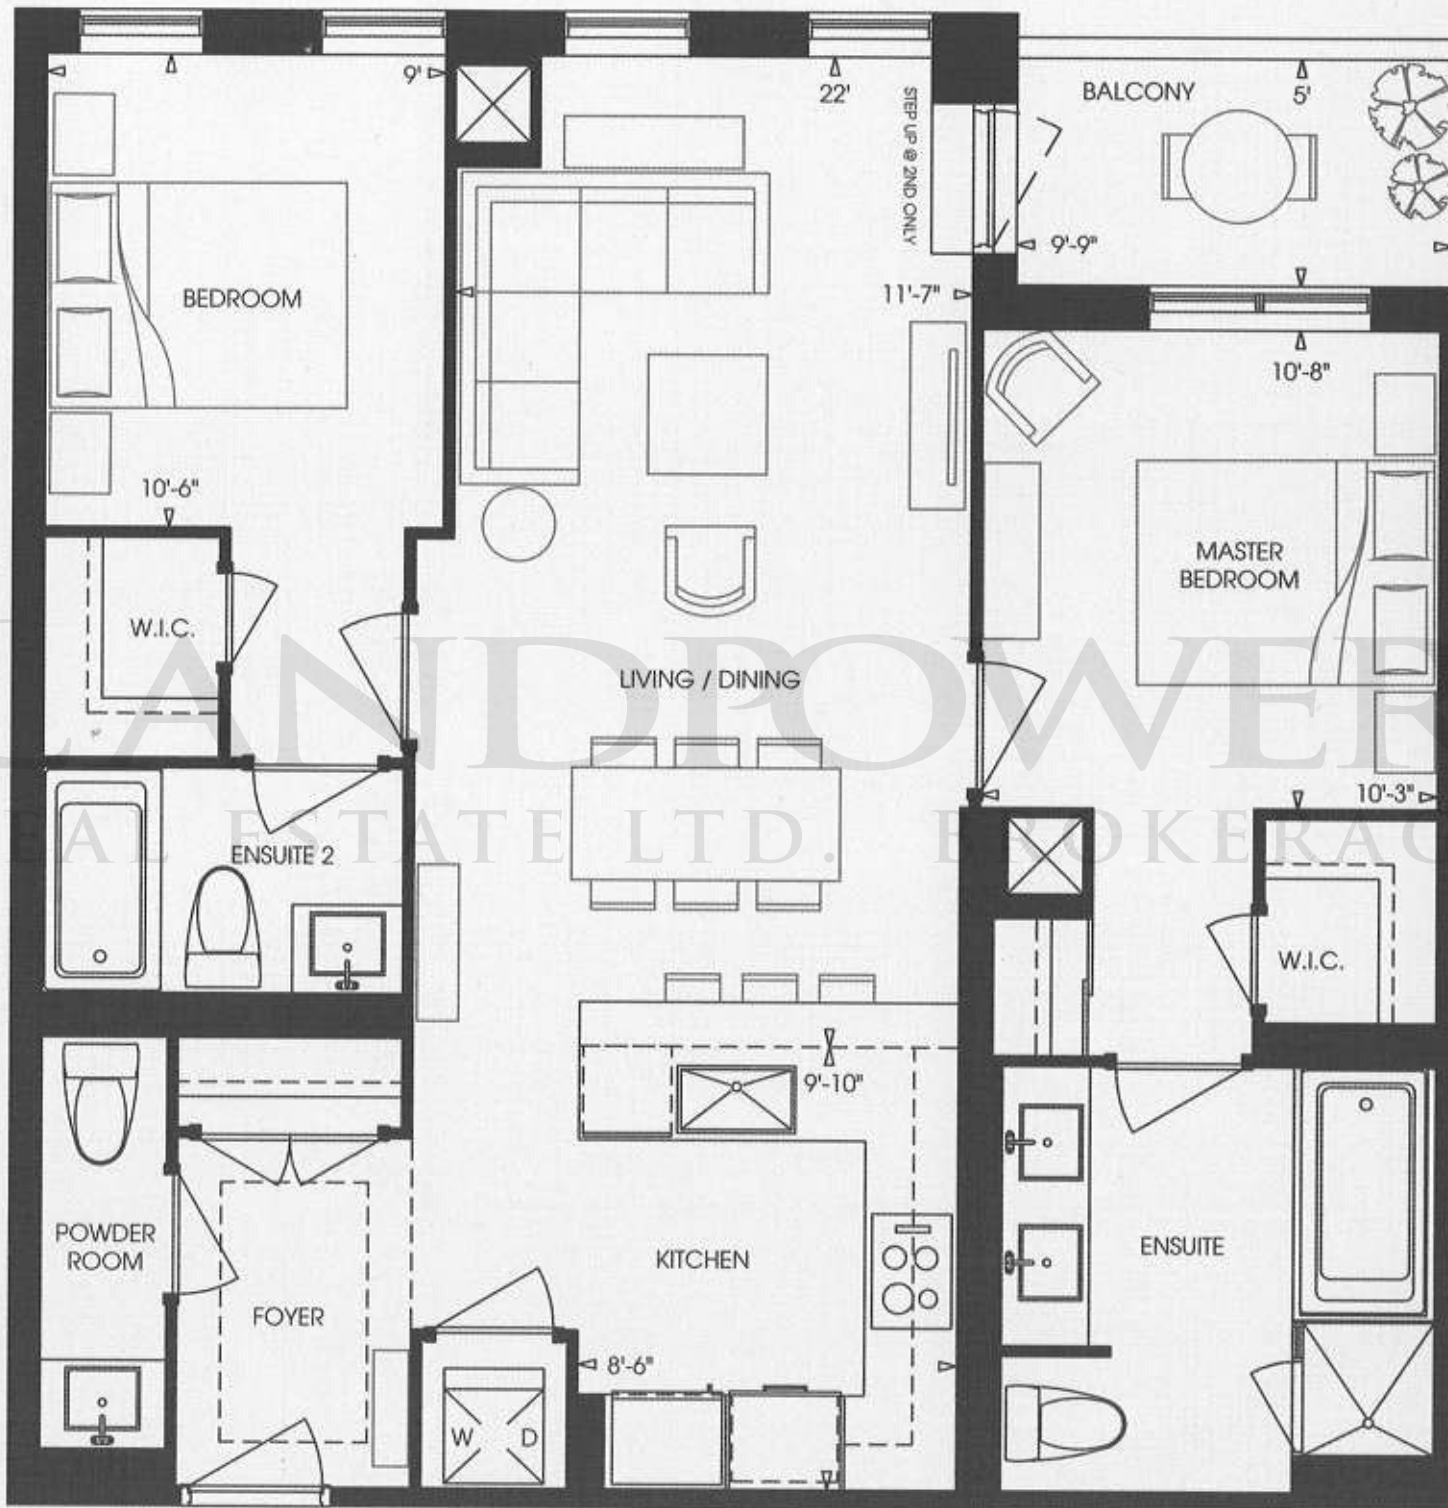 9'
22'
BALCONY
5'
STEP UP @ 2ND ONLY
9'-9"
BEDROOM
11'-7"
10'-8"
10'-6"
MASTER
BEDROOM
W.I.C.
LIVING / DINING
LANDPOWER
REAL ESTATE LTD. BROKERAGE
10'-3"
ENSUITE 2
W.I.C.
9'-10"
POWDER
ROOM
KITCHEN
ENSUITE
FOYER
8'-6"
W D